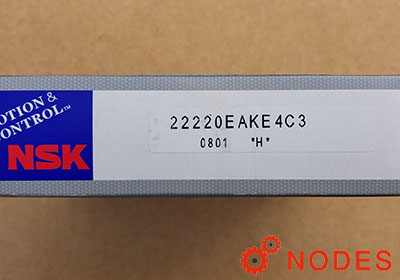 OTION &
ONTROL™
NSK
22220EAKE4C3
0801 *H*
NODES